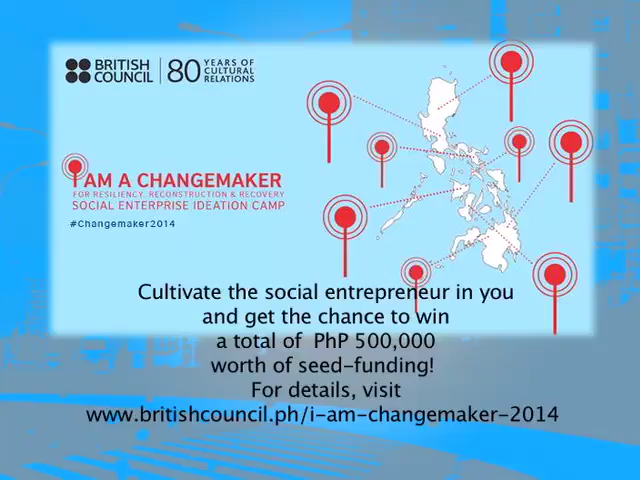 BRITISH COUNCIL
80 YEARS OF CULTURAL RELATIONS
I AM A CHANGEMAKER
FOR RESILIENCY, RECONSTRUCTION & RECOVERY
SOCIAL ENTERPRISE IDEATION CAMP
#Changemaker2014
Cultivate the social entrepreneur in you
and get the chance to win
a total of PhP 500,000
worth of seed-funding!
For details, visit
www.britishcouncil.ph/i-am-changemaker-2014